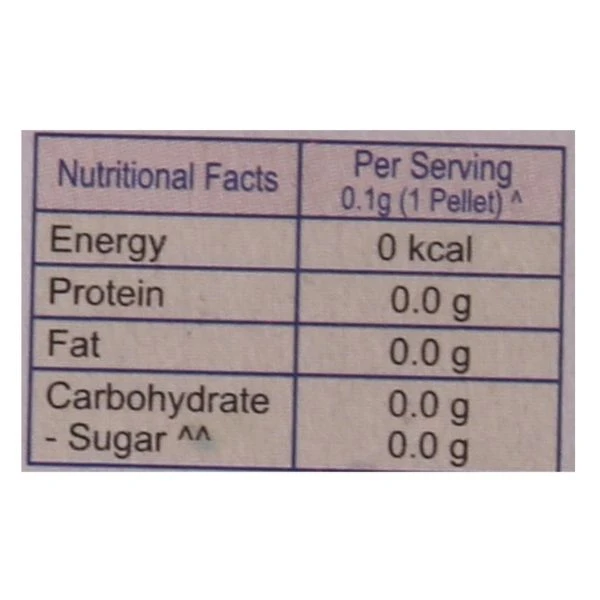 Nutritional Facts
Per Serving
0.1g (1 Pellet) ^
Energy
0 kcal
Protein
0.0 g
Fat
0.0 g
Carbohydrate
0.0 g
- Sugar ^^
0.0 g